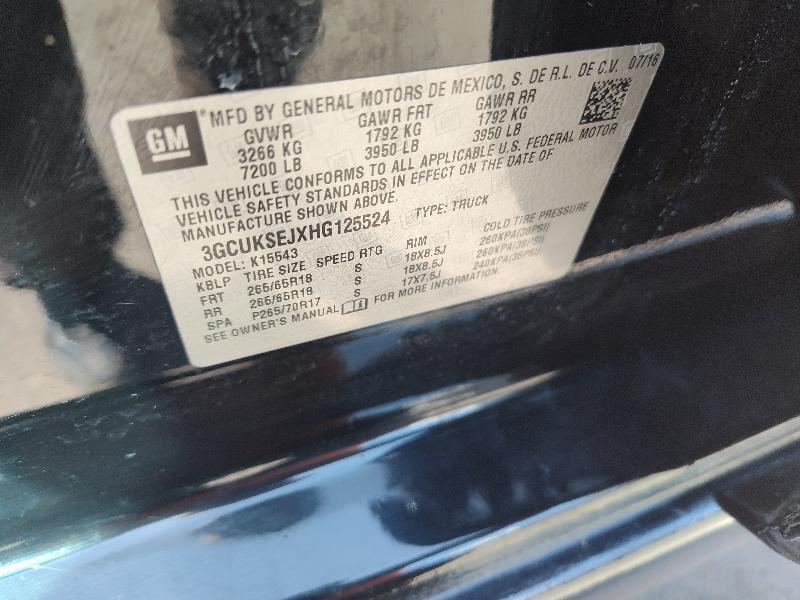 *MFD BY GENERAL MOTORS DE MEXICO, S. DE R.L. DE C.V. 07/16
GM
GVWR GAWR FRT GAWR RR
3266 KG 1792 KG 1792 KG
7200 LB 3950 LB 3950 LB
THIS VEHICLE CONFORMS TO ALL APPLICABLE U.S. FEDERAL MOTOR
VEHICLE SAFETY STANDARDS IN EFFECT ON THE DATE OF
MANUFACTURE SHOWN ABOVE.
3GCUKSEJXHG125524 TYPE: TRUCK
MODEL: K15543
KBLP TIRE SIZE SPEED RTG RIM COLD TIRE PRESSURE
FRT 265/65R18 S 18X8.5J 260KPA(38PSI)
RR 265/65R18 S 18X8.5J 260KPA(38PSI)
SPA P265/70R17 S 17X7.5J 240KPA(35PSI)
SEE OWNER'S MANUAL FOR MORE INFORMATION.